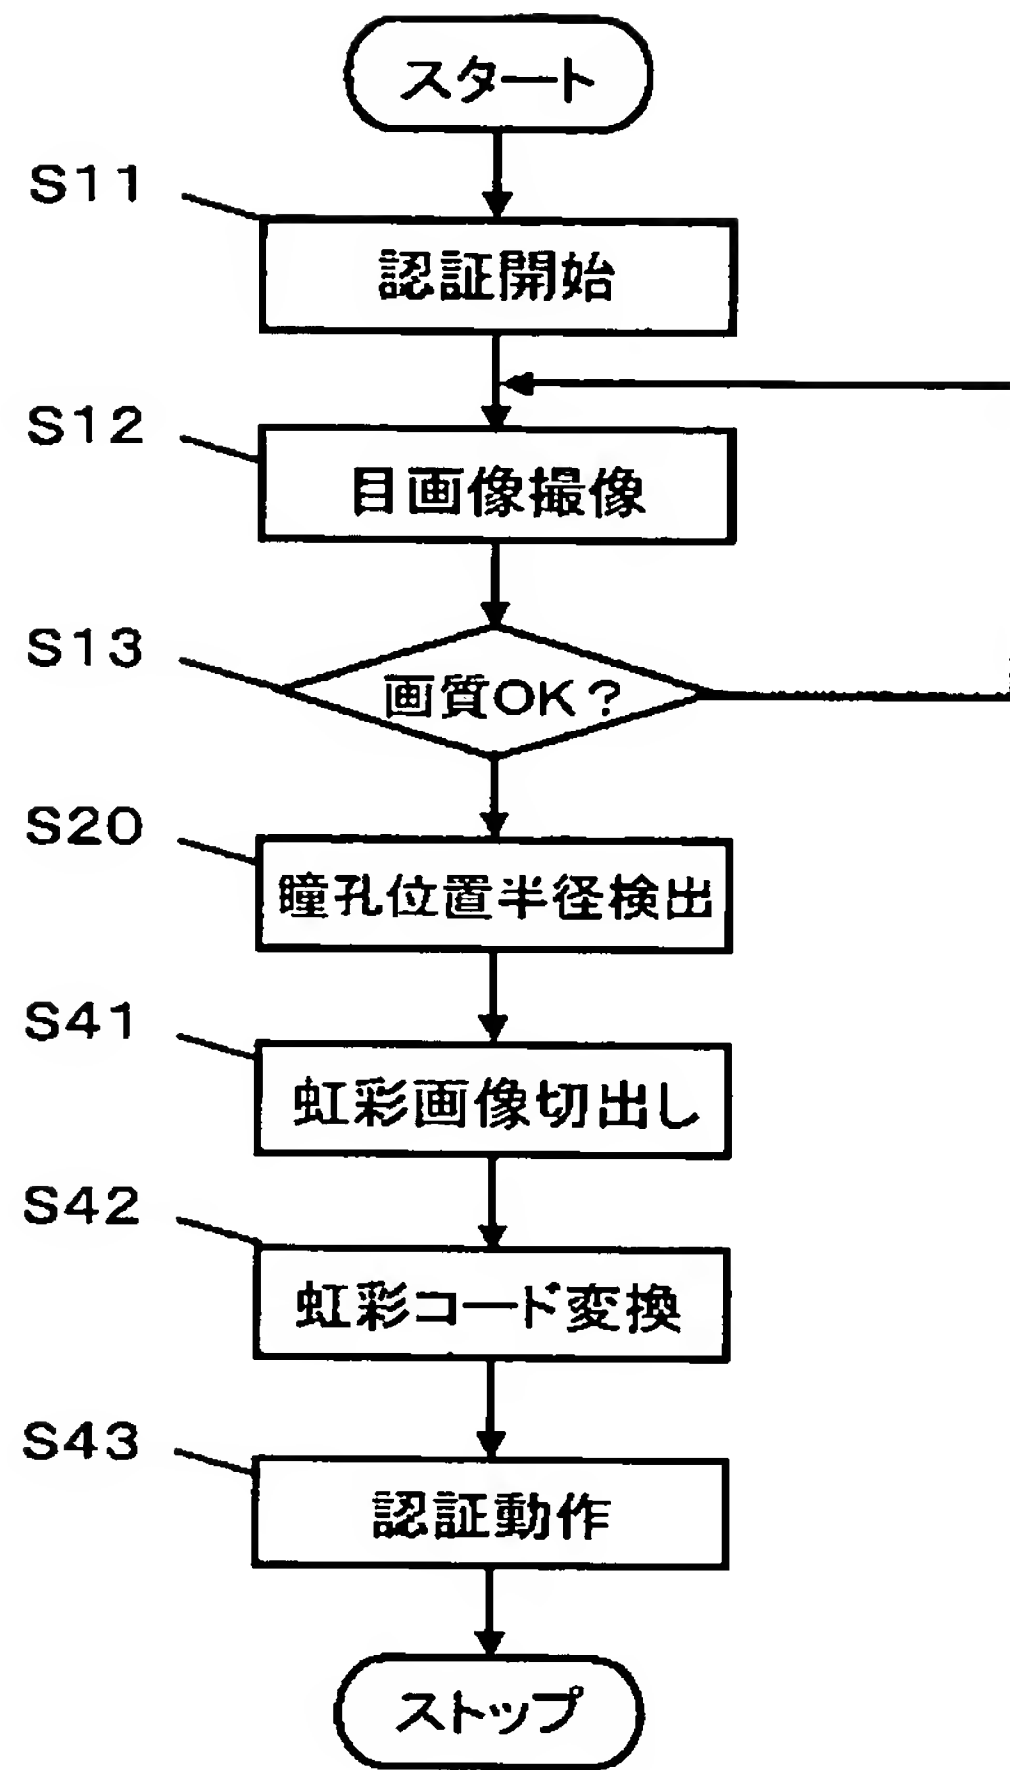 スタート
S11
認証開始
S12
目画像撮像
S13
画質OK?
S20
瞳孔位置半径検出
S41
虹彩画像切出し
S42
虹彩コード変換
S43
認証動作
ストップ